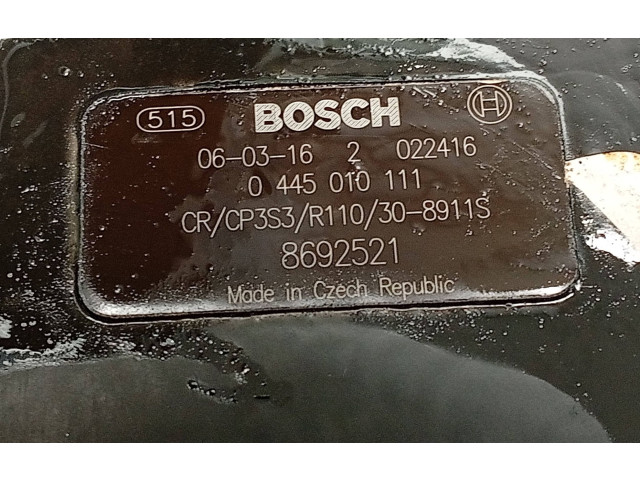 515 BOSCH
06-03-16 2 022416
0 445 010 111
CR/CP3S3/R110/30-8911S
8692521
Made in Czech Republic